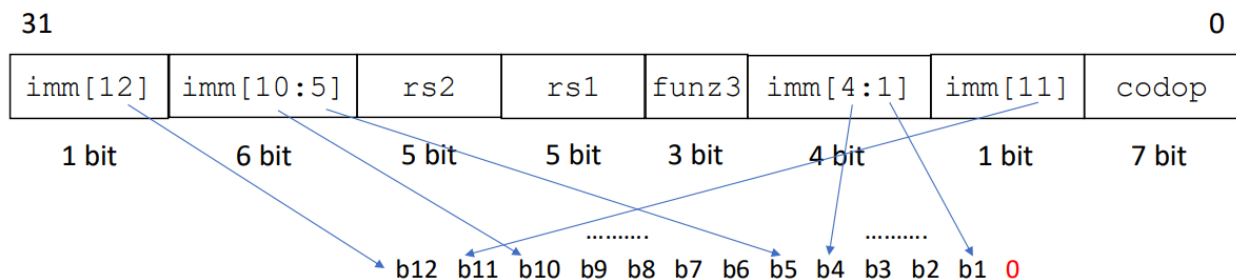 31 0
imm[12] imm[10:5] rs2 rs1 funz3 imm[4:1] imm[11] codop
1 bit 6 bit 5 bit 5 bit 3 bit 4 bit 1 bit 7 bit
………. ……….
b12 b11 b10 b9 b8 b7 b6 b5 b4 b3 b2 b1 0